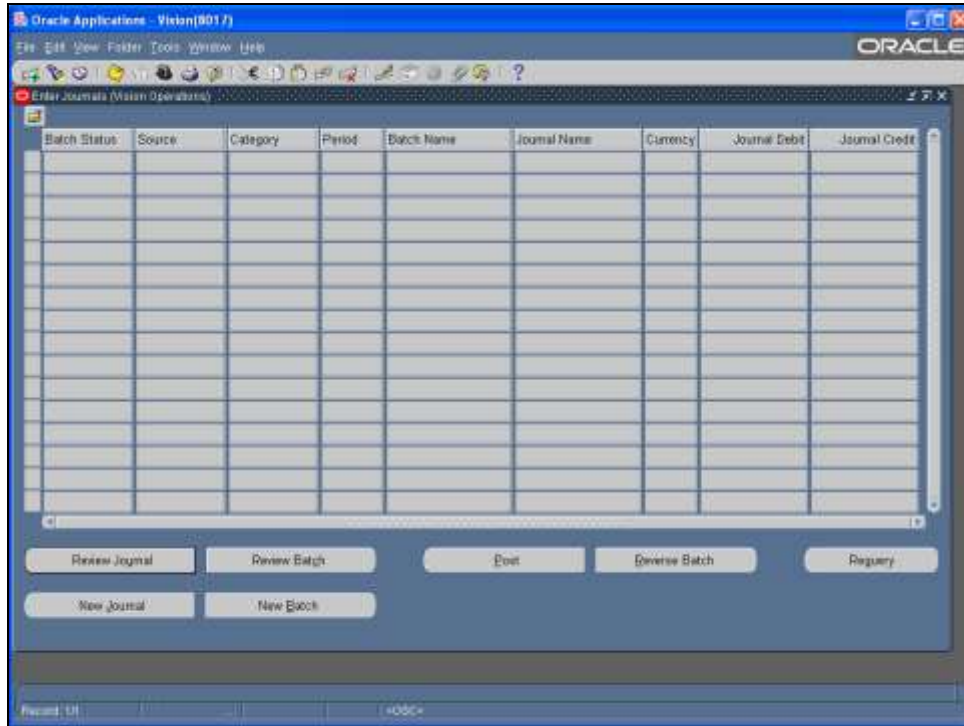 Oracle Applications - Vision(8017)
File Edit View Folder Tools Window Help
ORACLE
Enter Journals (Vision Operations)
Batch Status Source Category Period Batch Name Journal Name Currency Journal Debit Journal Credit
Review Journal Review Batch Post Reverse Batch Requery
New Journal New Batch
Record: 1/1 <OSC>